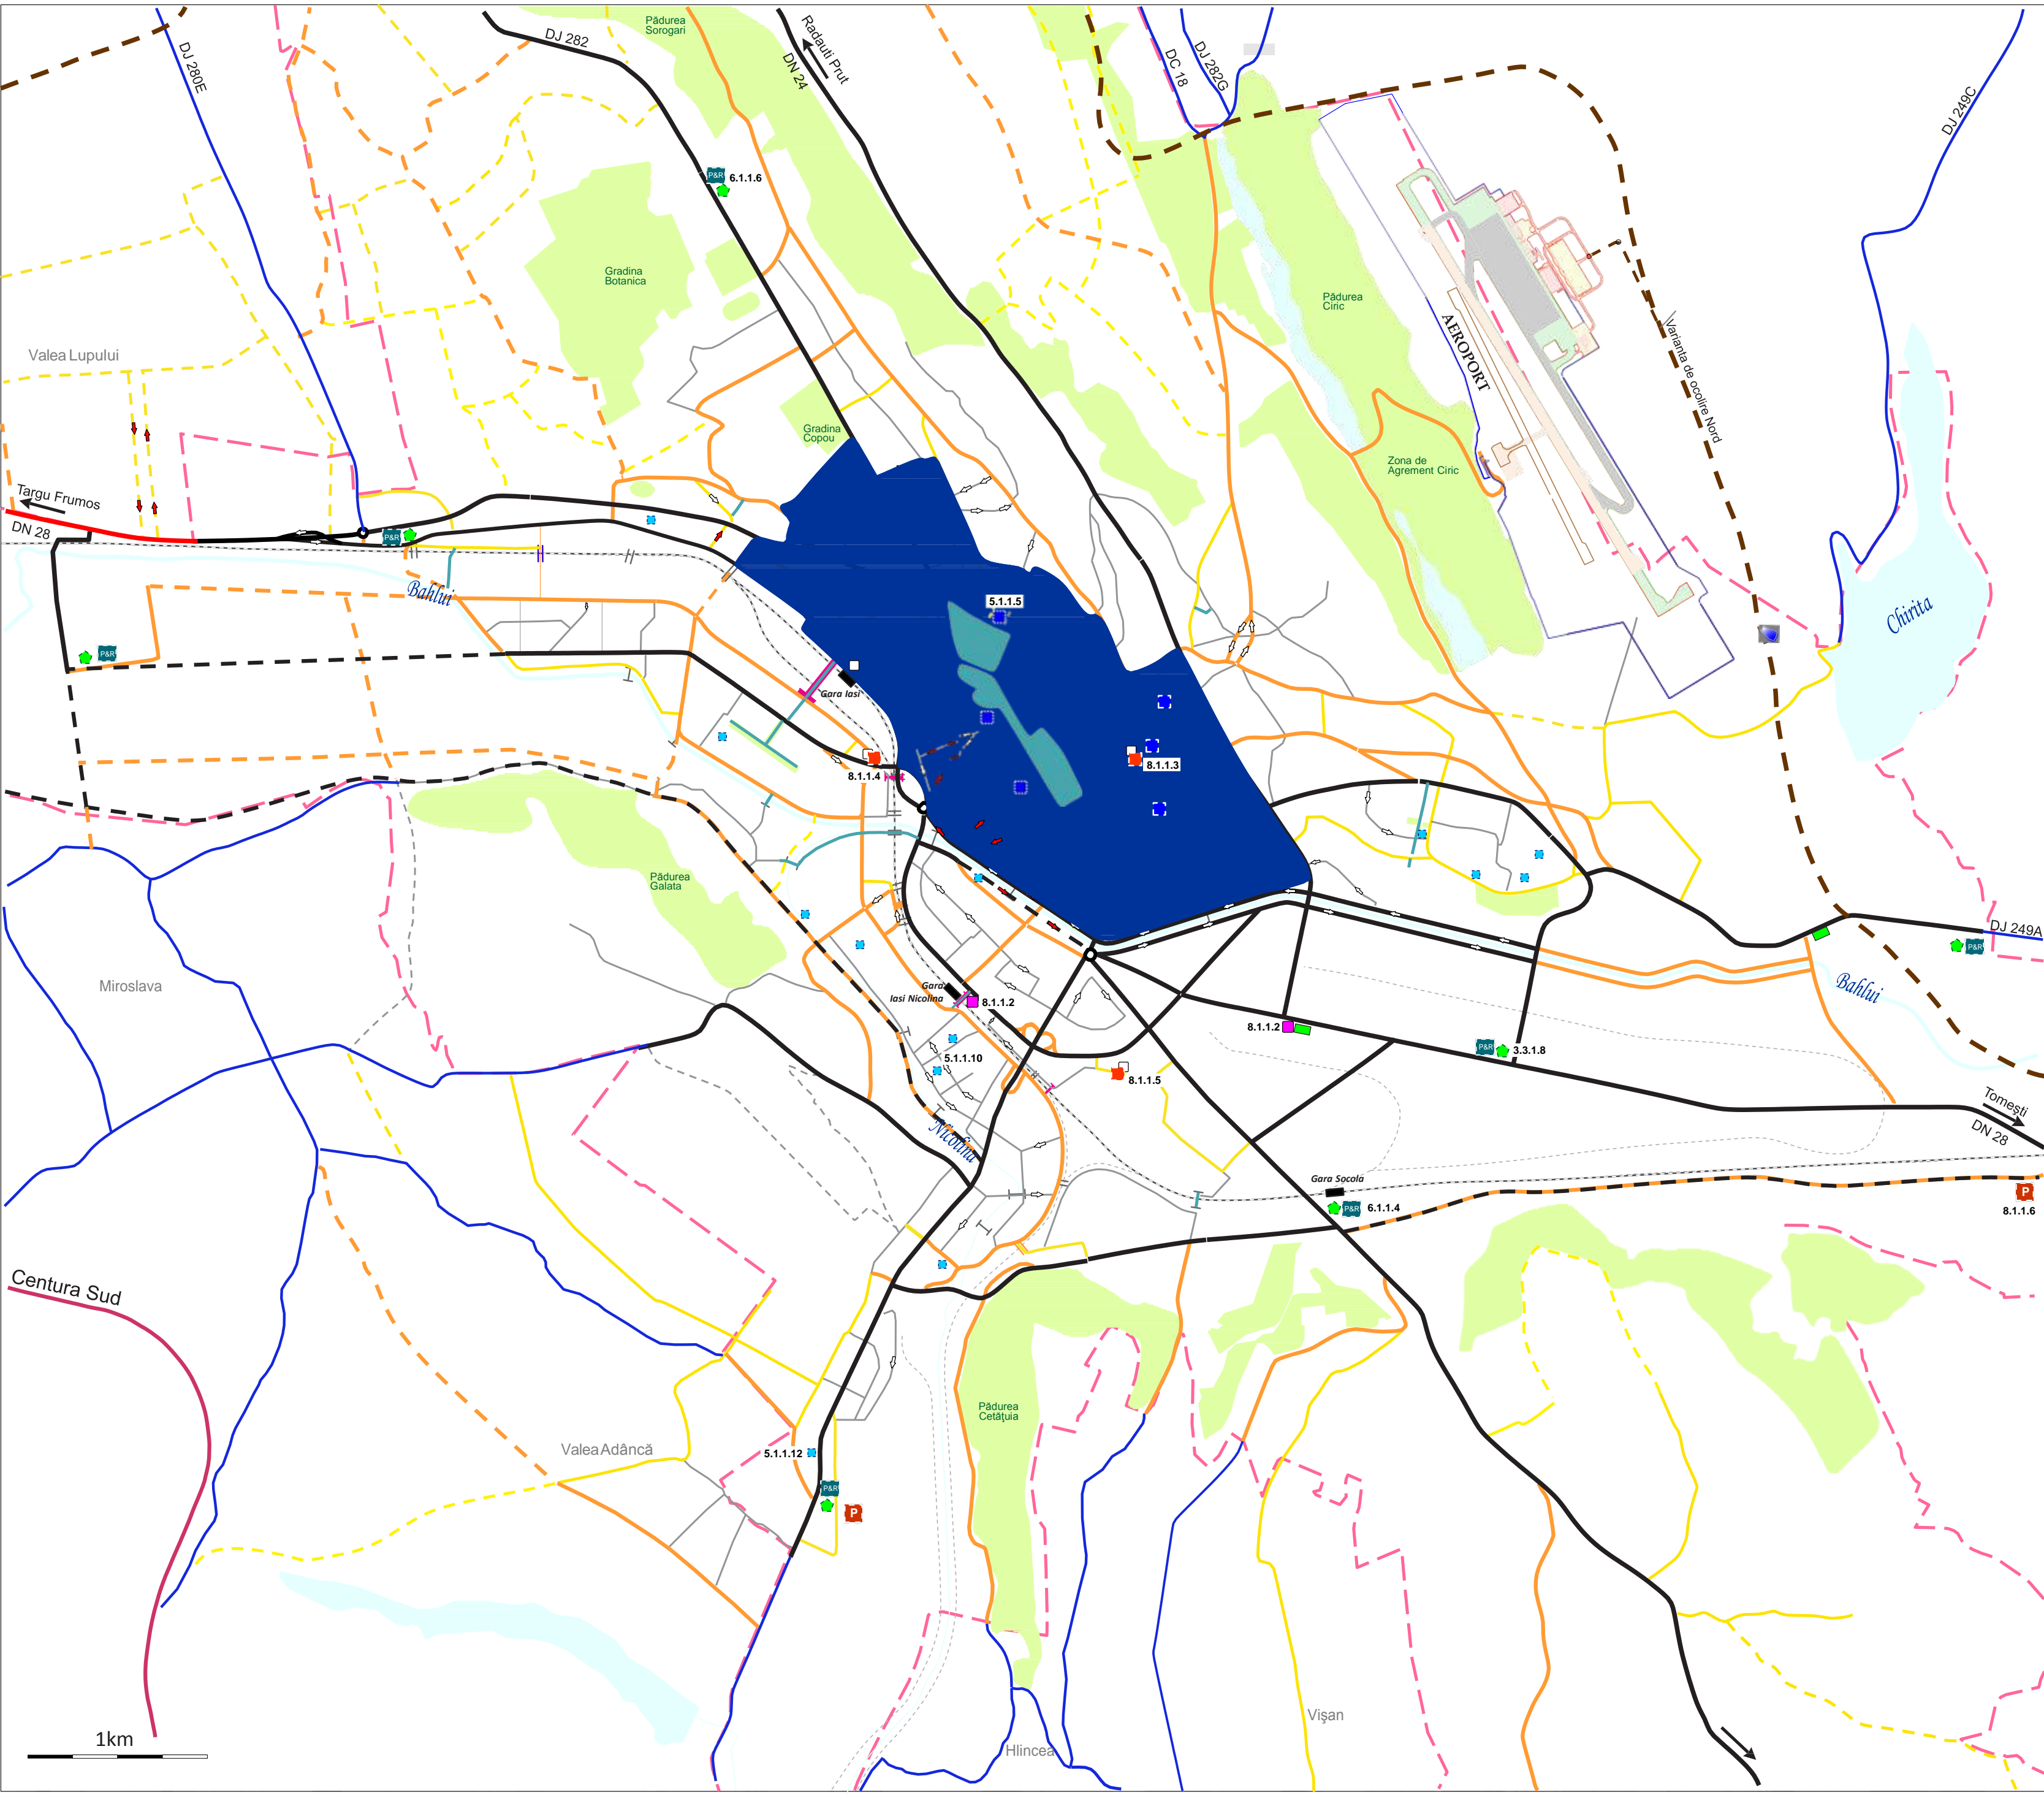 Pădurea
Sorogari
DJ 282
Radauti Prut
DN 24
DJ 280E
DC 18
DJ 282G
DJ 249C
P&R
6.1.1.6
Gradina
Botanica
Pădurea
Ciric
AEROPORT
Varianta de ocolire Nord
Valea Lupului
Gradina
Copou
Zona de
Agrement Ciric
Targu Frumos
DN 28
P&R
Bahlui
5.1.1.5
Chirita
P&R
Gara Iasi
8.1.1.4
8.1.1.3
Pădurea
Galata
DJ 249A
P&R
Miroslava
Gara
Iasi Nicolina
8.1.1.2
Bahlui
8.1.1.2
P&R
3.3.1.8
5.1.1.10
8.1.1.5
Nicolina
Tomeşti
DN 28
Gara Socola
P&R
6.1.1.4
P
8.1.1.6
Centura Sud
Pădurea
Cetăţuia
Valea Adâncă
5.1.1.12
P&R
P
1km
Vişan
Hlincea